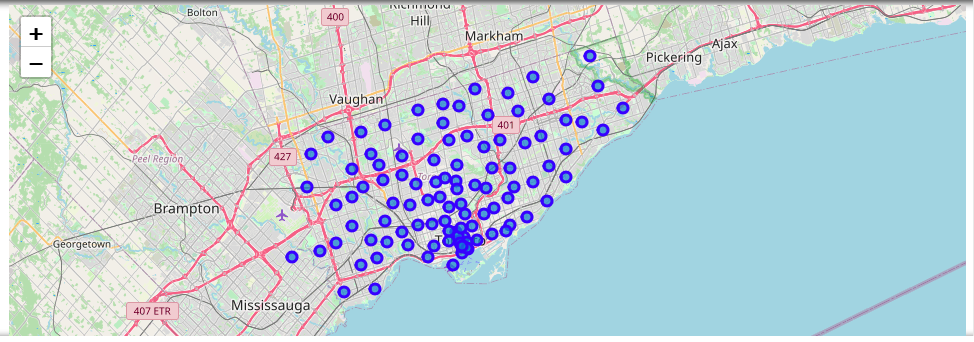 Bolton
400
Richmond
Hill
Markham
Ajax
Pickering
Vaughan
401
427
Peel Region
Brampton
Georgetown
Mississauga
407 ETR
+
−